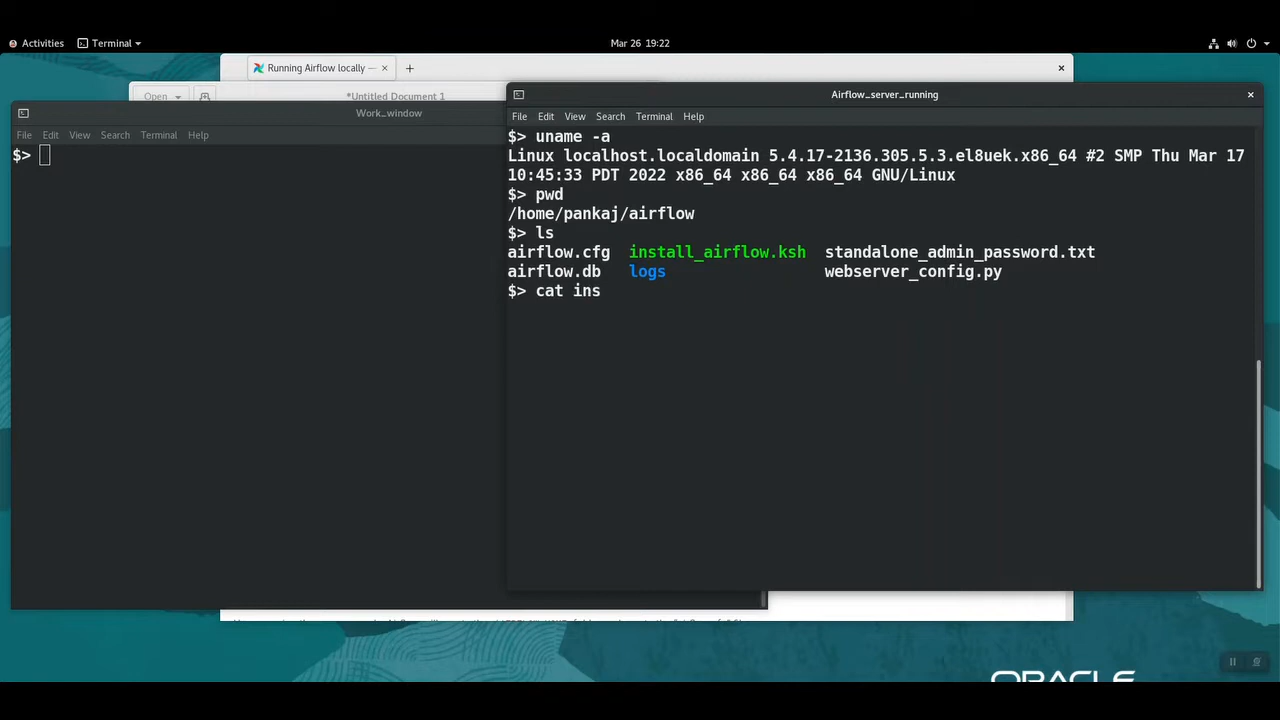 Activities
Terminal
Mar 26 19:22
Running Airflow locally —
Open
*Untitled Document 1
Work_window
File Edit View Search Terminal Help
$>
Airflow_server_running
File Edit View Search Terminal Help
$> uname -a
Linux localhost.localdomain 5.4.17-2136.305.5.3.el8uek.x86_64 #2 SMP Thu Mar 17
10:45:33 PDT 2022 x86_64 x86_64 x86_64 GNU/Linux
$> pwd
/home/pankaj/airflow
$> ls
airflow.cfg install_airflow.ksh standalone_admin_password.txt
airflow.db logs webserver_config.py
$> cat ins
ORACLE